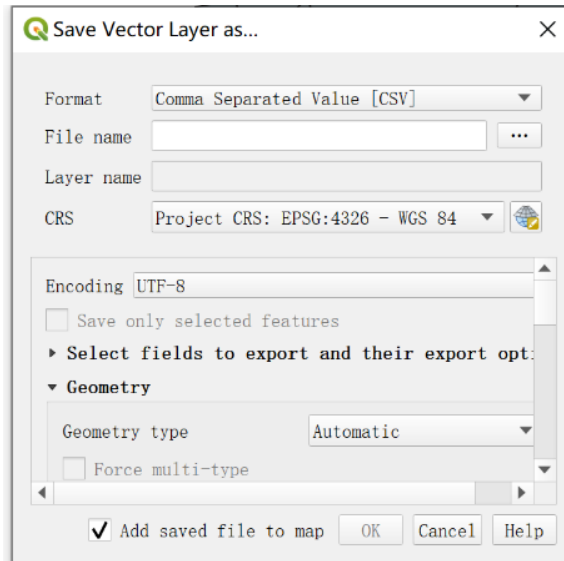 Save Vector Layer as...
Format Comma Separated Value [CSV]
File name ...
Layer name
CRS Project CRS: EPSG:4326 - WGS 84
Encoding UTF-8
Save only selected features
Select fields to export and their export opt:
Geometry
Geometry type Automatic
Force multi-type
Add saved file to map OK Cancel Help